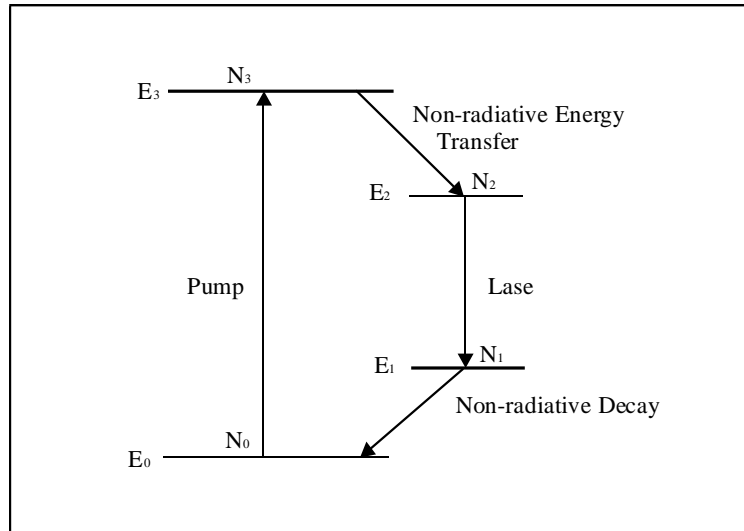 N₃
E₃
Non-radiative Energy
Transfer
N₂
E₂
Pump
Lase
N₁
E₁
Non-radiative Decay
N₀
E₀